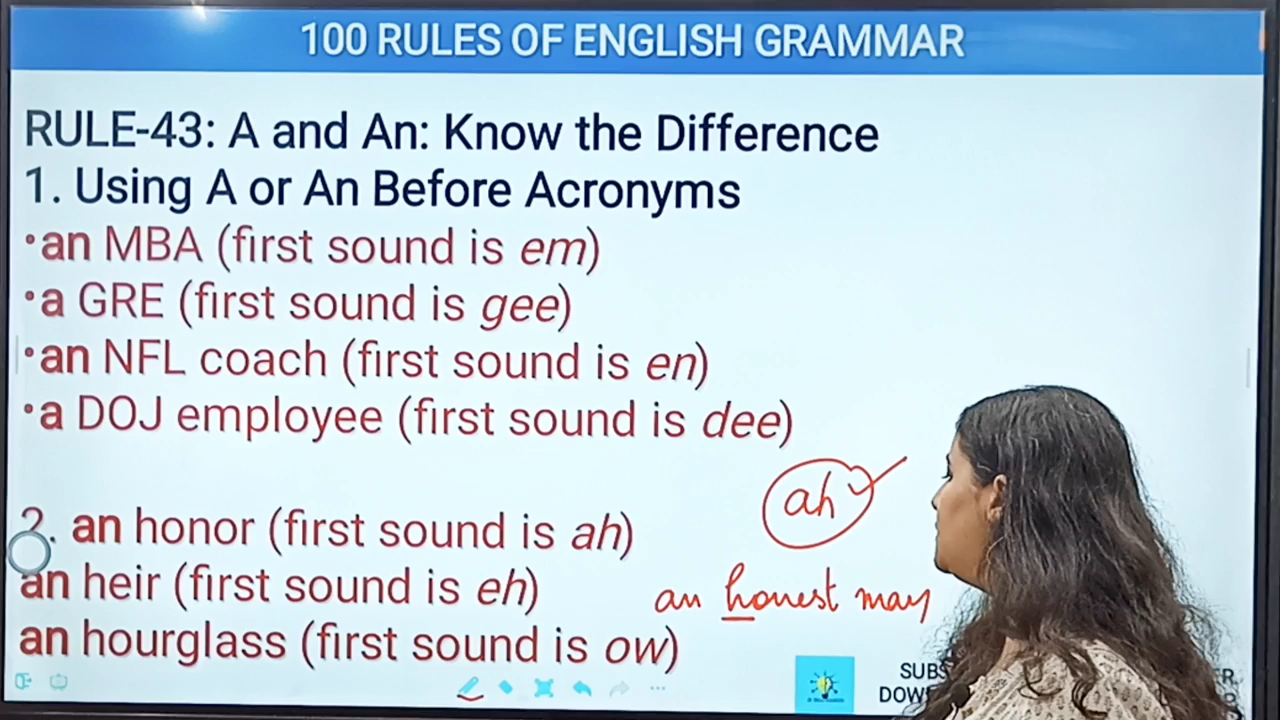 100 RULES OF ENGLISH GRAMMAR
RULE-43: A and An: Know the Difference
1. Using A or An Before Acronyms
•an MBA (first sound is em)
•a GRE (first sound is gee)
•an NFL coach (first sound is en)
•a DOJ employee (first sound is dee)
ah
2. an honor (first sound is ah)
an heir (first sound is eh)
an honest may
an hourglass (first sound is ow)